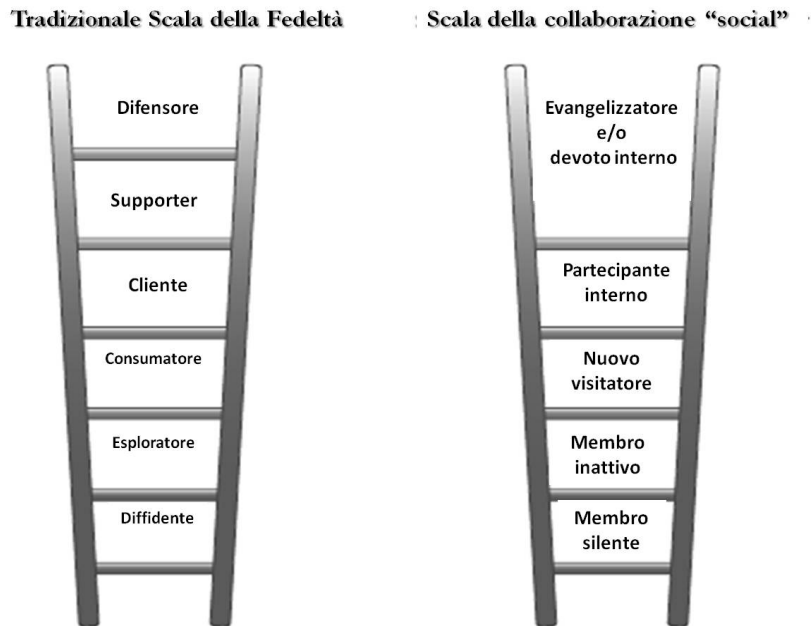 Tradizionale Scala della Fedeltà
Difensore
Supporter
Cliente
Consumatore
Esploratore
Diffidente
Scala della collaborazione “social”
Evangelizzatore
e/o
devoto interno
Partecipante
interno
Nuovo
visitatore
Membro
inattivo
Membro
silente